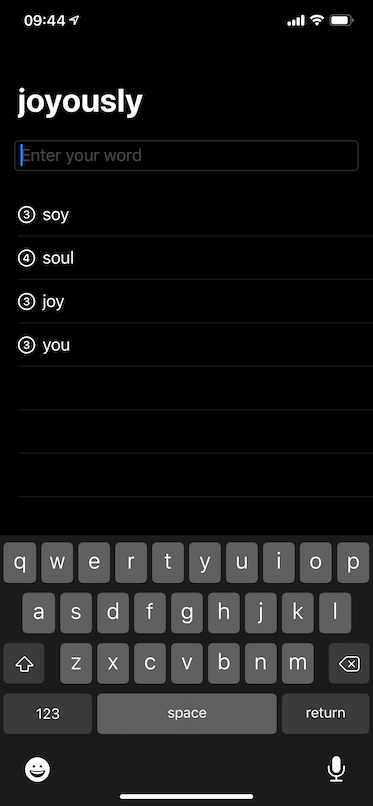 09:44
joyously
Enter your word
3 soy
4 soul
3 joy
3 you
q w e r t y u i o p
a s d f g h j k l
z x c v b n m
123 space return